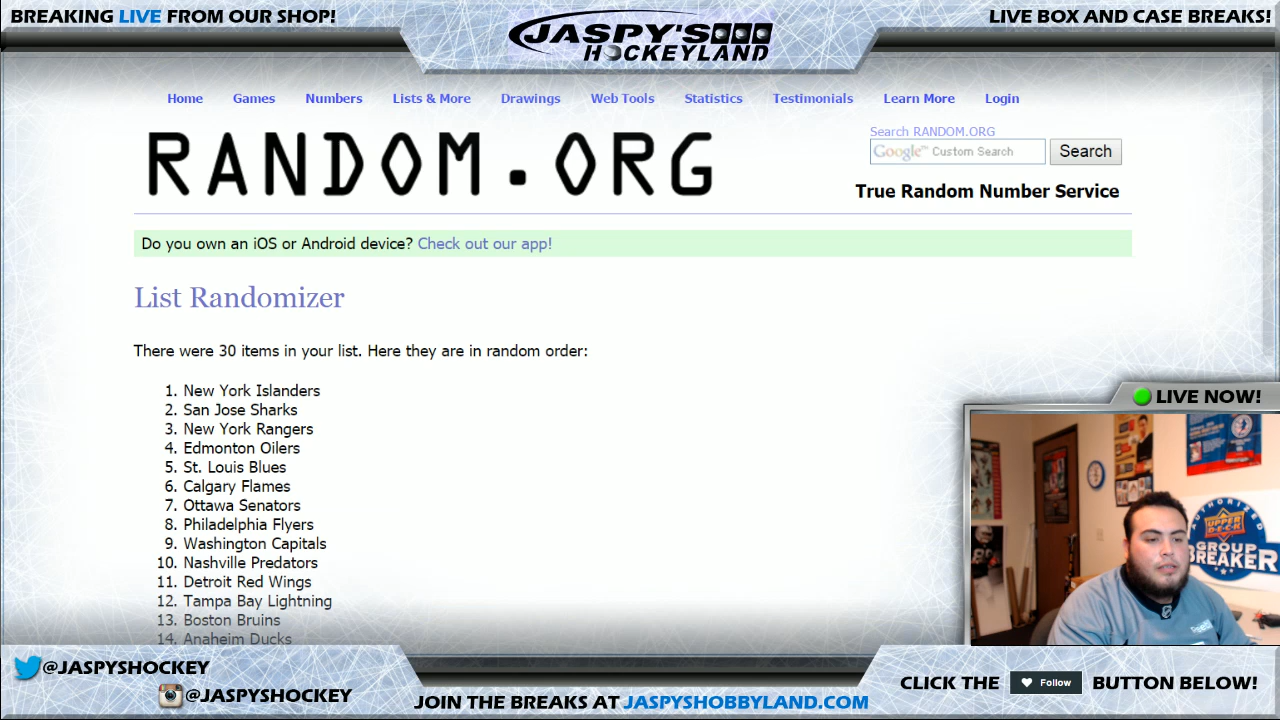 BREAKING LIVE FROM OUR SHOP!
JASPY'S
HOCKEYLAND
LIVE BOX AND CASE BREAKS!
Home Games Numbers Lists & More Drawings Web Tools Statistics Testimonials Learn More Login
RANDOM.ORG
Search RANDOM.ORG
Google™ Custom Search Search
True Random Number Service
Do you own an iOS or Android device? Check out our app!
List Randomizer
There were 30 items in your list. Here they are in random order:
1. New York Islanders
2. San Jose Sharks
3. New York Rangers
4. Edmonton Oilers
5. St. Louis Blues
6. Calgary Flames
7. Ottawa Senators
8. Philadelphia Flyers
9. Washington Capitals
10. Nashville Predators
11. Detroit Red Wings
12. Tampa Bay Lightning
13. Boston Bruins
14. Anaheim Ducks
LIVE NOW!
AUTHORIZED
UPPER DECK
GROUP
BREAKER
@JASPYSHOCKEY
@JASPYSHOCKEY
JOIN THE BREAKS AT JASPYSHOBBYLAND.COM
CLICK THE Follow BUTTON BELOW!